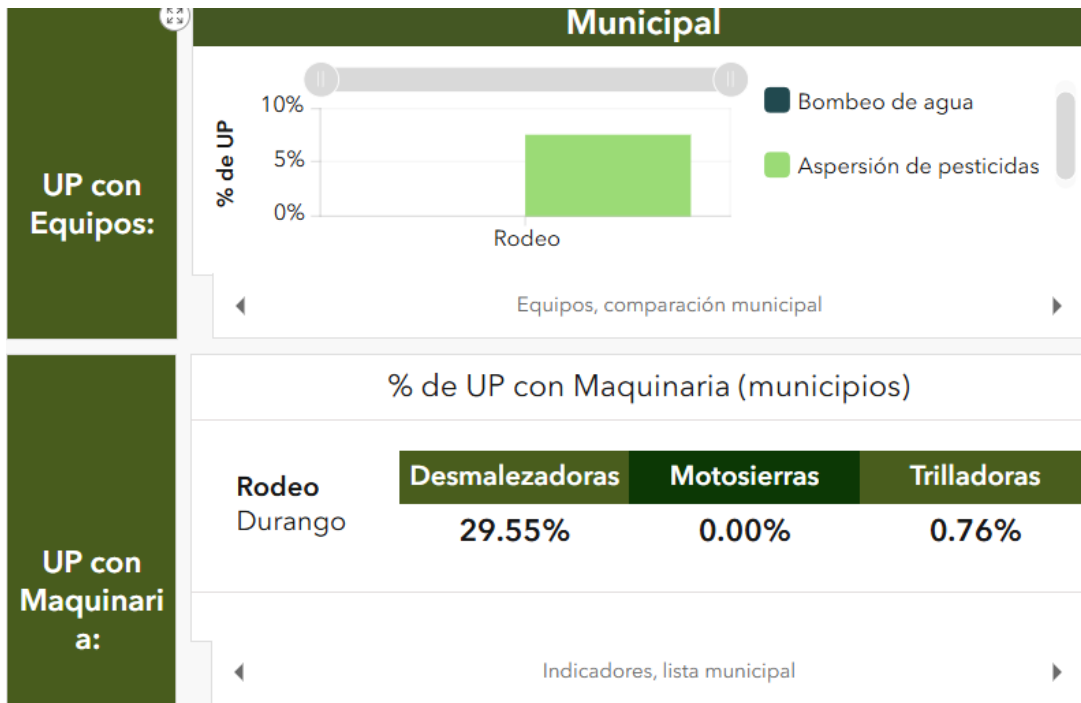 Municipal
UP con
Equipos:
% de UP
10%
5%
0%
Rodeo
Bombeo de agua
Aspersión de pesticidas
Equipos, comparación municipal
UP con
Maquinari
a:
% de UP con Maquinaria (municipios)
Rodeo
Durango
Desmalezadoras Motosierras Trilladoras
29.55% 0.00% 0.76%
Indicadores, lista municipal